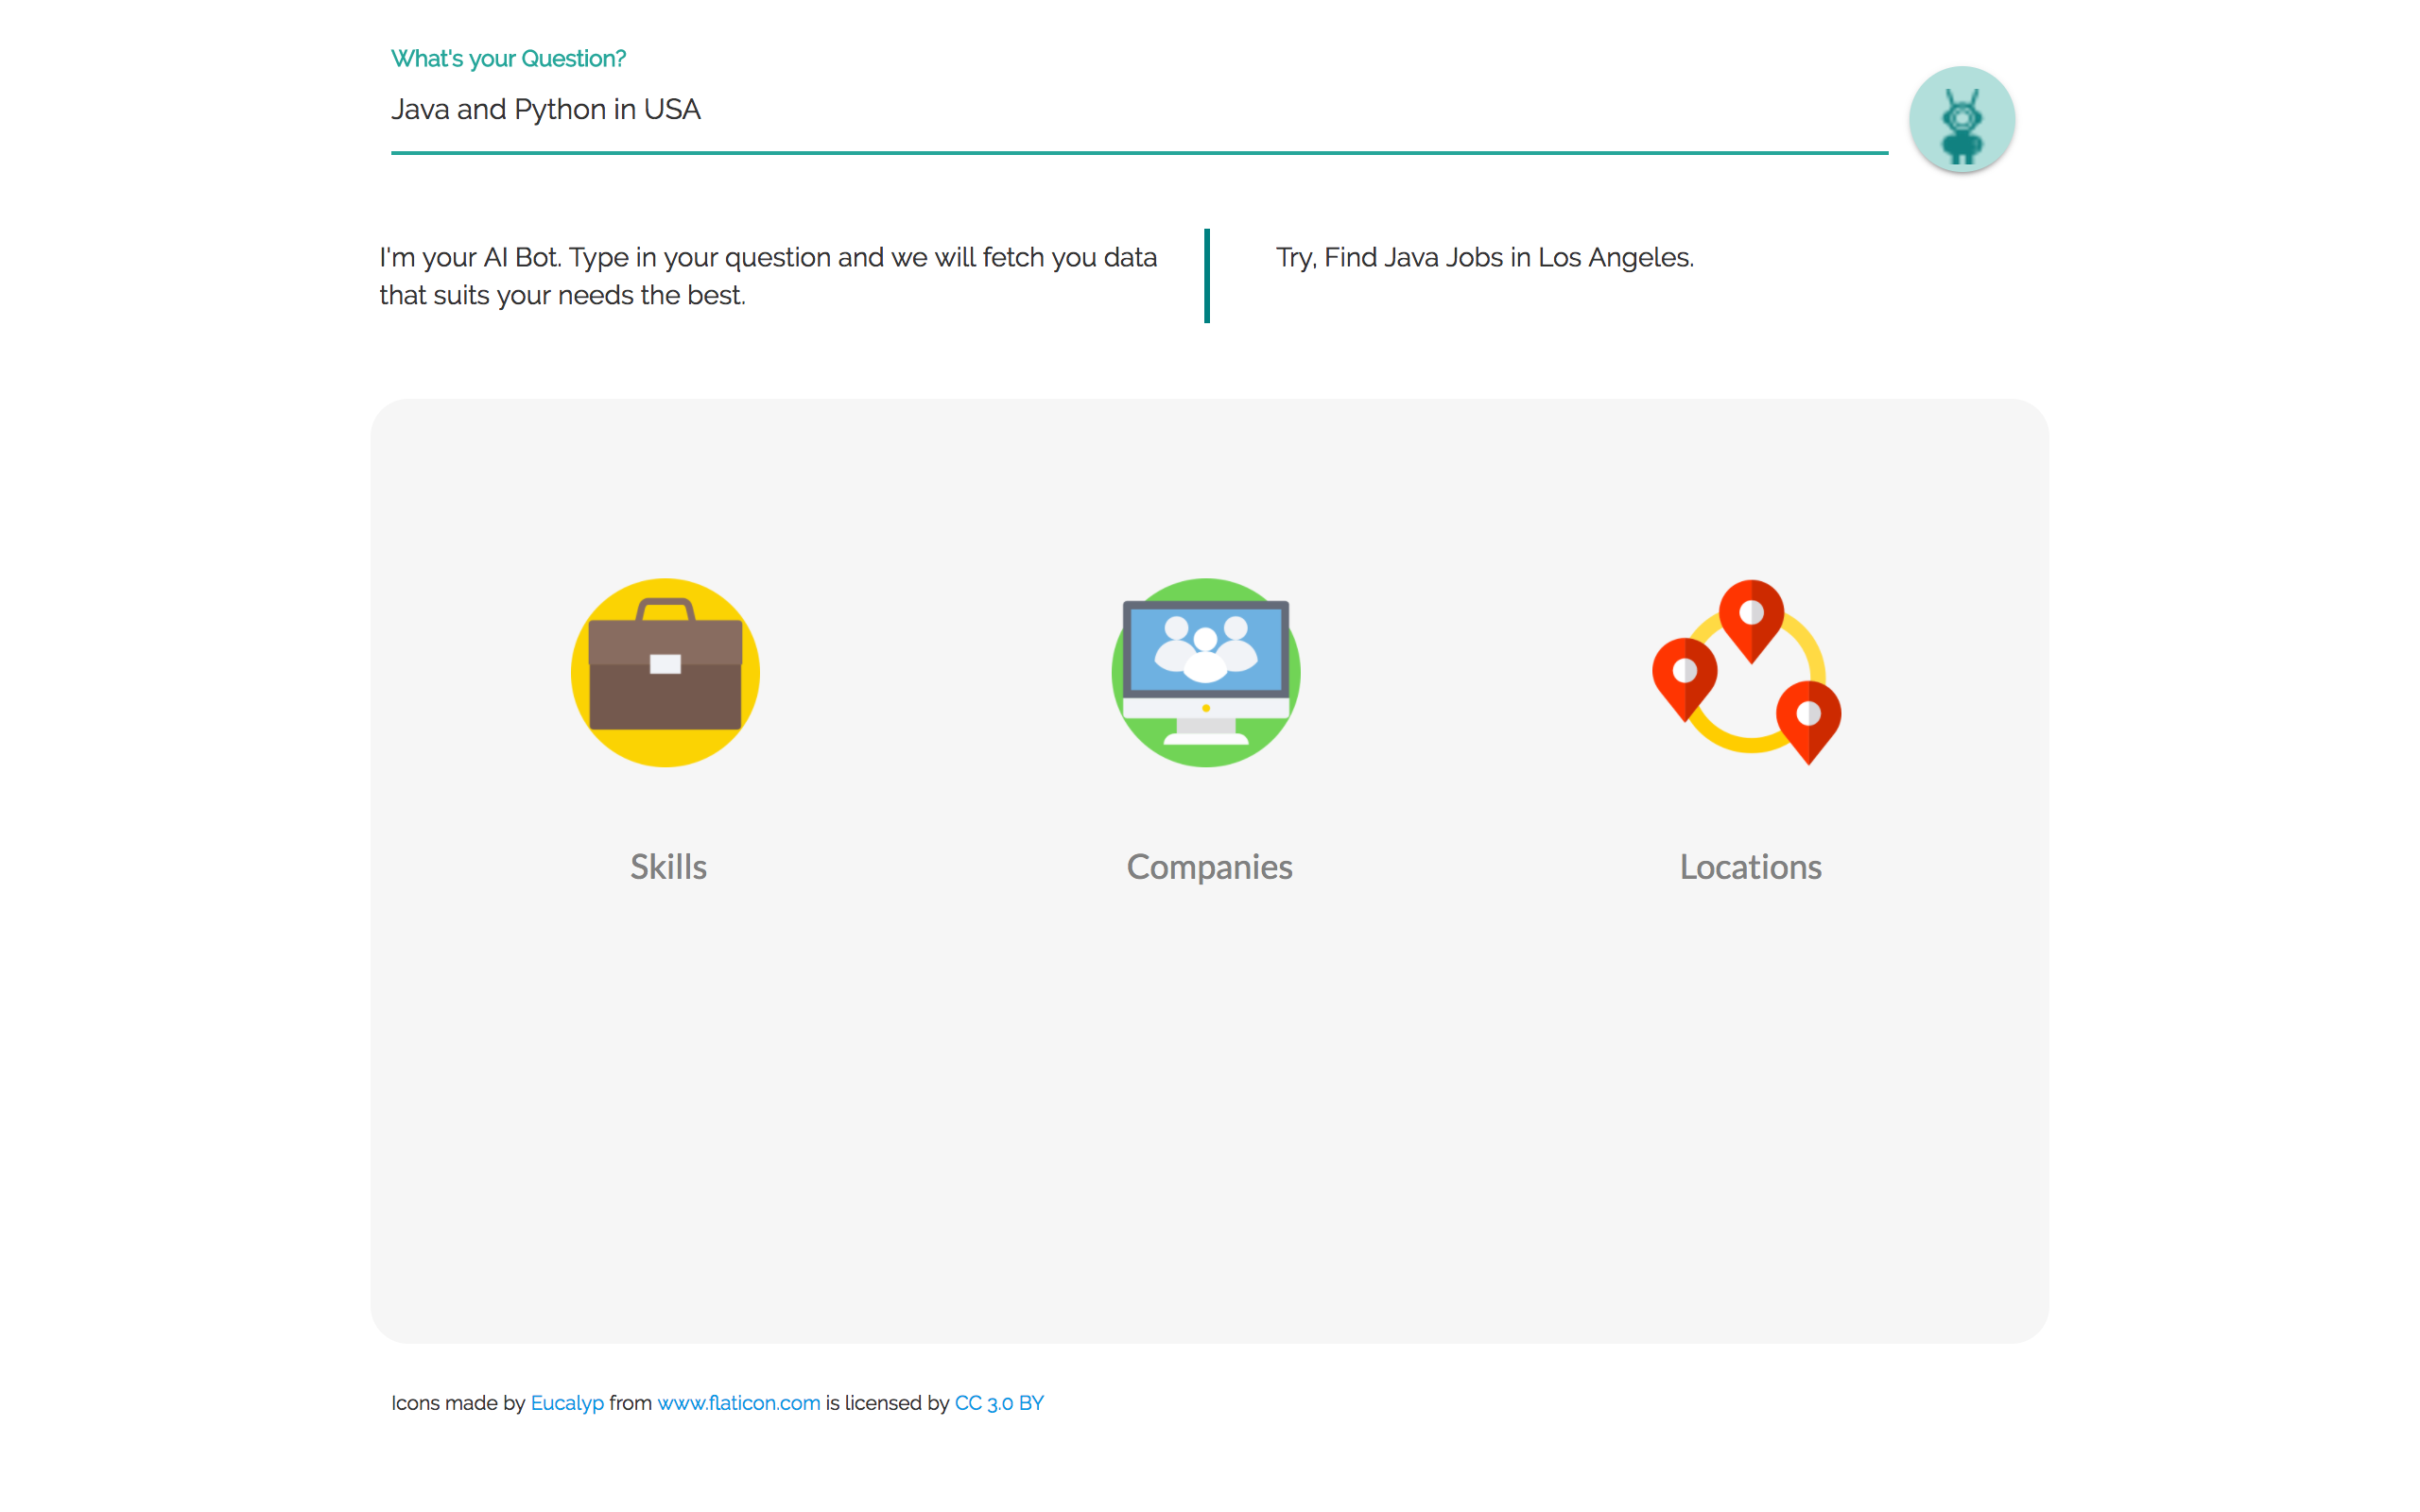 What's your Question?
Java and Python in USA
I'm your AI Bot. Type in your question and we will fetch you data
that suits your needs the best.
Try, Find Java Jobs in Los Angeles.
Skills
Companies
Locations
Icons made by Eucalyp from www.flaticon.com is licensed by CC 3.0 BY